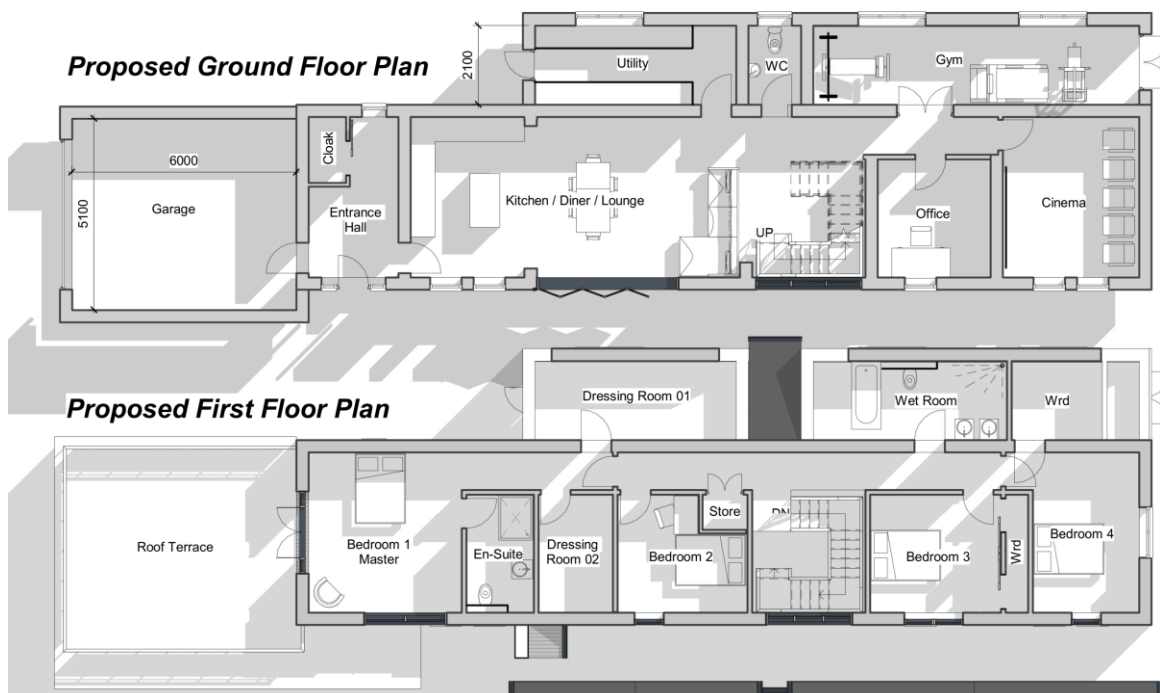 Proposed Ground Floor Plan
2100
Utility
WC
Gym
Cloak
6000
5100
Garage
Entrance
Hall
Kitchen / Diner / Lounge
UP
Office
Cinema
Proposed First Floor Plan
Dressing Room 01
Wet Room
Wrd
Roof Terrace
Bedroom 1
Master
En-Suite
Dressing
Room 02
Store
Bedroom 2
DN
Bedroom 3
Wrd
Bedroom 4